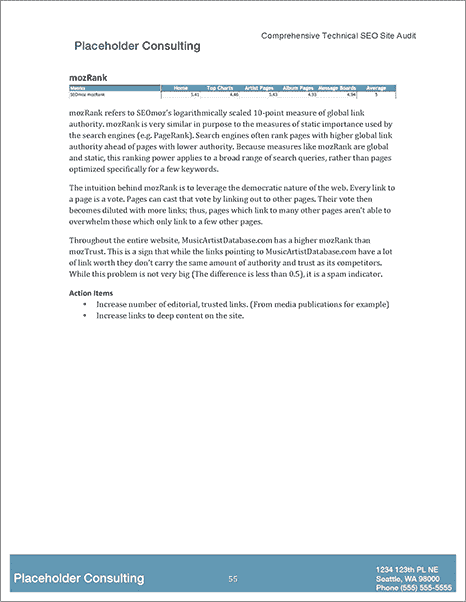 Comprehensive Technical SEO Site Audit
Placeholder Consulting
mozRank
Metric Home Top Charts Artist Pages Album Pages Message Boards Average
SEOmoz mozRank 5.41 4.66 5.63 4.93 4.94 5
mozRank refers to SEOmoz's logarithmically scaled 10-point measure of global link
authority. mozRank is very similar in purpose to the measures of static importance used by
the search engines (e.g. PageRank). Search engines often rank pages with higher global link
authority ahead of pages with lower authority. Because measures like mozRank are global
and static, this ranking power applies to a broad range of search queries, rather than pages
optimized specifically for a few keywords.
The intuition behind mozRank is to leverage the democratic nature of the web. Every link to
a page is a vote. Pages can cast that vote by linking out to other pages. Their vote then
becomes diluted with more links; thus, pages which link to many other pages aren't able to
overwhelm those which only link to a few other pages.
Throughout the entire website, MusicArtistDatabase.com has a higher mozRank than
mozTrust. This is a sign that while the links pointing to MusicArtistDatabase.com have a lot
of link worth they don't carry the same amount of authority and trust as its competitors.
While this problem is not very big (The difference is less than 0.5), it is a spam indicator.
Action Items
• Increase number of editorial, trusted links. (From media publications for example)
• Increase links to deep content on the site.
Placeholder Consulting
55
1234 123th PL NE
Seattle, WA 98000
Phone (555) 555-5555